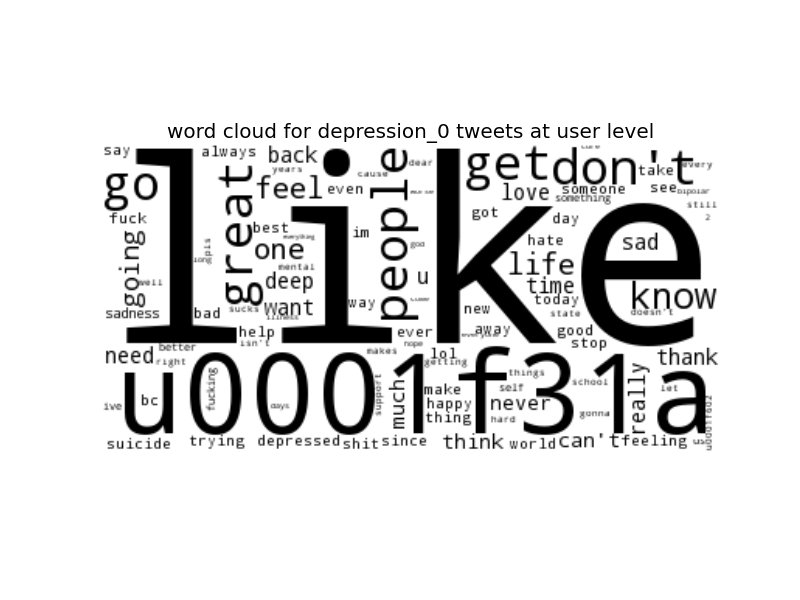 word cloud for depression_0 tweets at user level
say
always
back
dear
take
every
years
cause
go
great
feel
even
people
get
don't
love
someone
something
see
bipolar
still
2
fuck
going
best
everything
im
god
got
day
hate
sad
pls
long
one
mental
deep
u
life
time
well
like
know
sadness
bad
sucks
want
illness
way
new
today
state
doesn't
help
isn't
ever
away
everyone
good
stop
need
better
right
makes
hope
lol
getting
thank
u0001f31a
bc
fucking
days
support
much
make
happy
thing
things
self
never
hard
school
gonna
really
let
u0001f602
suicide
trying
depressed
shit
since
think
world
can't
feeling
us